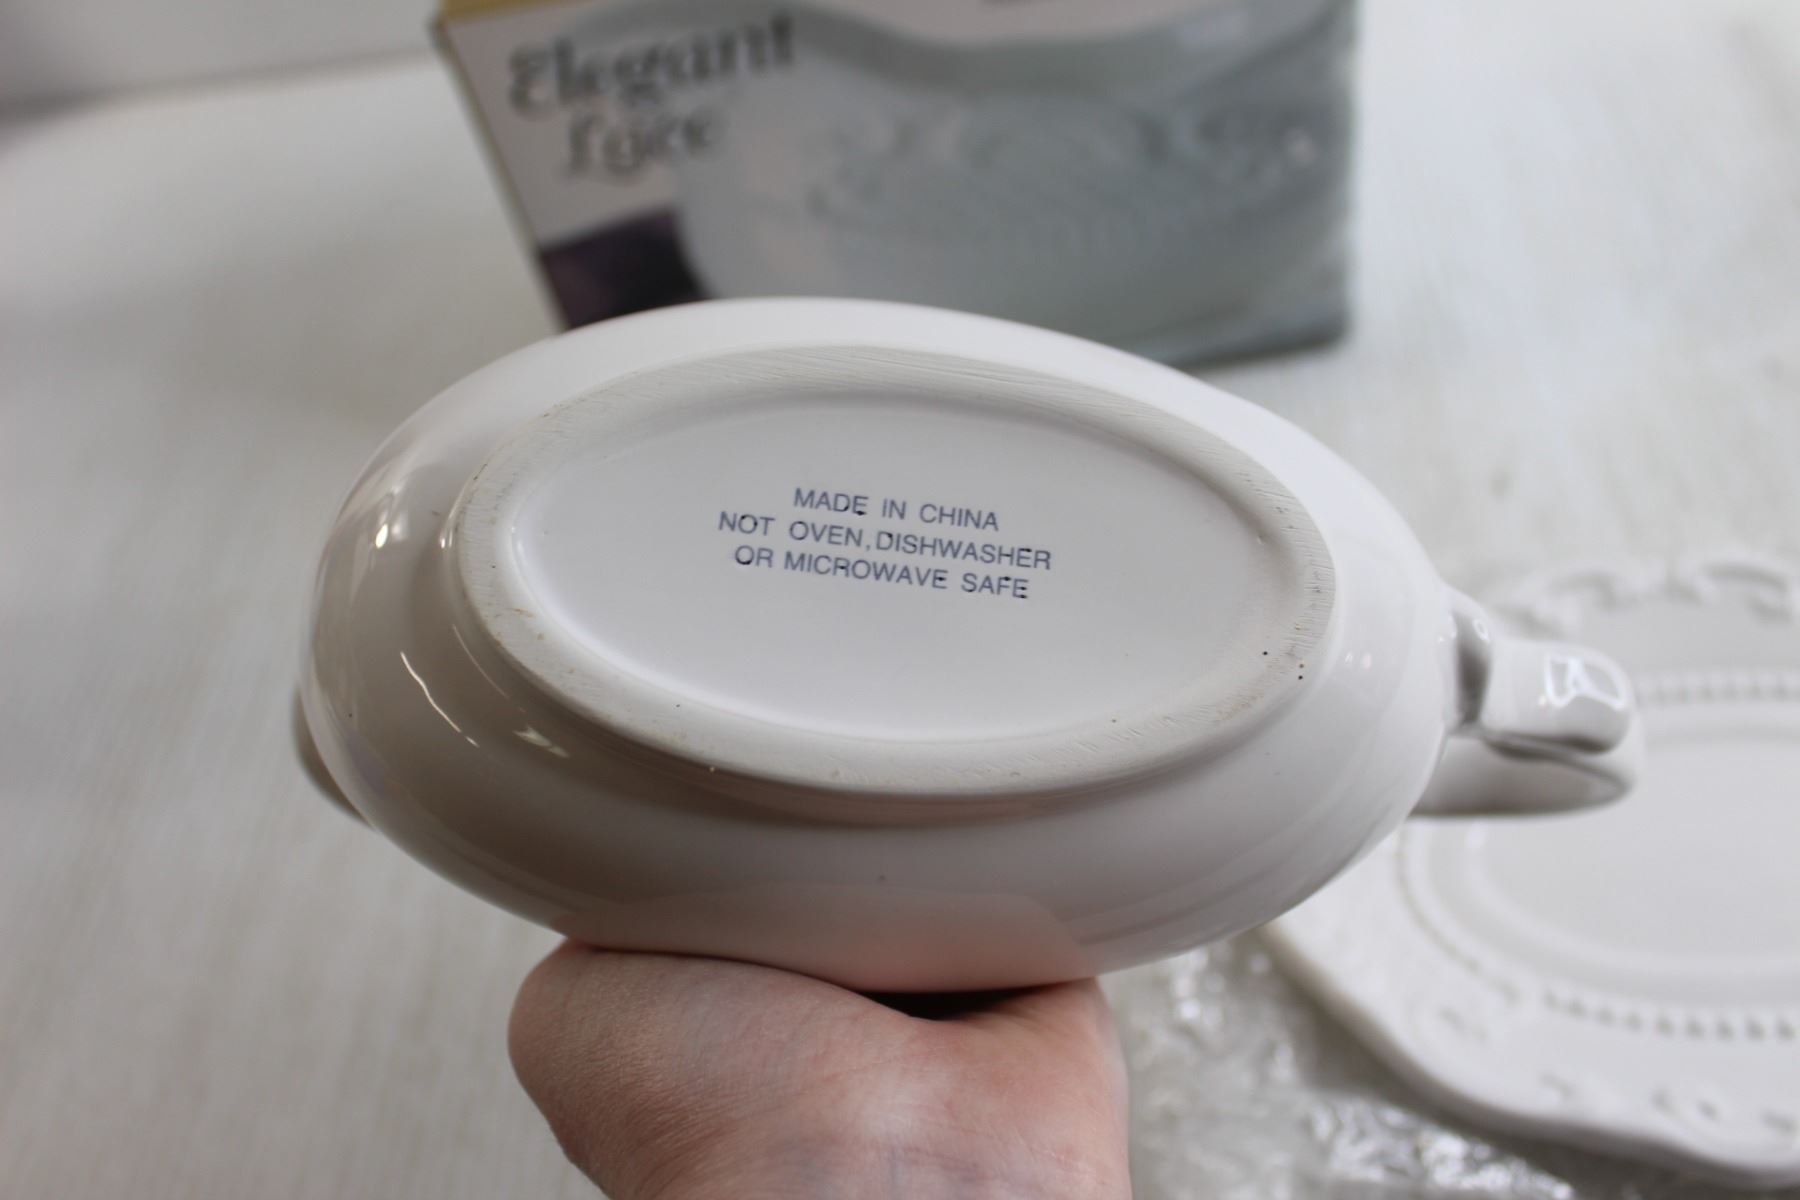 Elegant
Lace
MADE IN CHINA
NOT OVEN,DISHWASHER
OR MICROWAVE SAFE